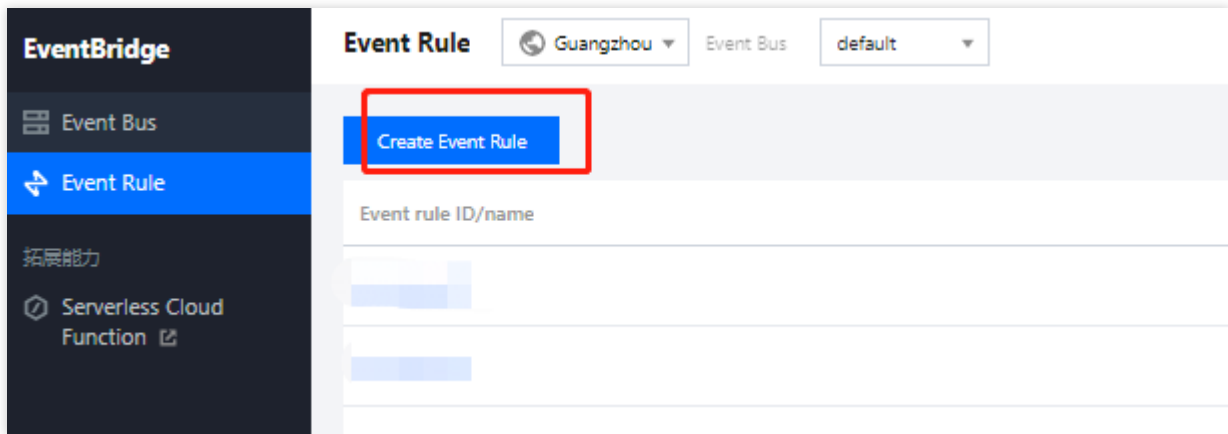 EventBridge
Event Bus
Event Rule
拓展能力
Serverless Cloud
Function
Event Rule
Guangzhou
Event Bus
default
Create Event Rule
Event rule ID/name